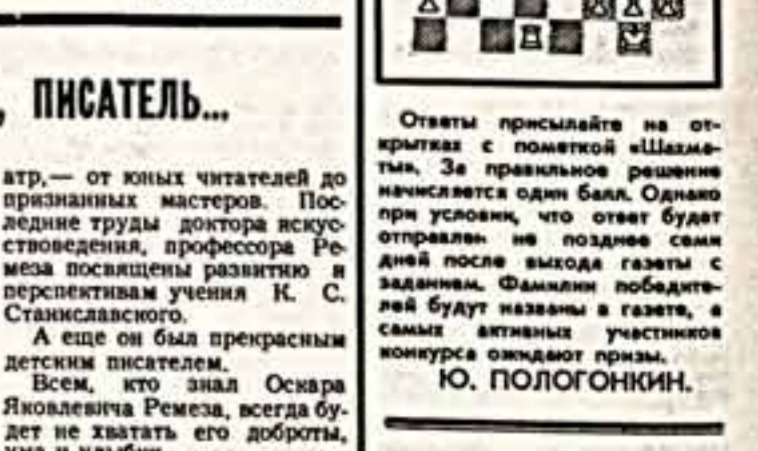 , ПИСАТЕЛЬ...
атр,— от юных читателей до
признанных мастеров. Пос-
ледние труды доктора искус-
ствоведения, профессора Ре-
меза посвящены развитию и
перспективам учения К. С.
Станиславского.
А еще он был прекрасным
детским писателем.
Всем, кто знал Оскара
Яковлевича Ремеза, всегда бу-
дет не хватать его доброты,
Ответы присылайте на от-
крытках с пометкой «Шахма-
ты». За правильное решение
начисляется один балл. Однако
при условии, что ответ будет
отправлен не позднее семи
дней после выхода газеты с
заданием. Фамилии победите-
лей будут названы в газете, а
самых активных участников
конкурса ожидают призы.
Ю. ПОЛОГОНКИН.